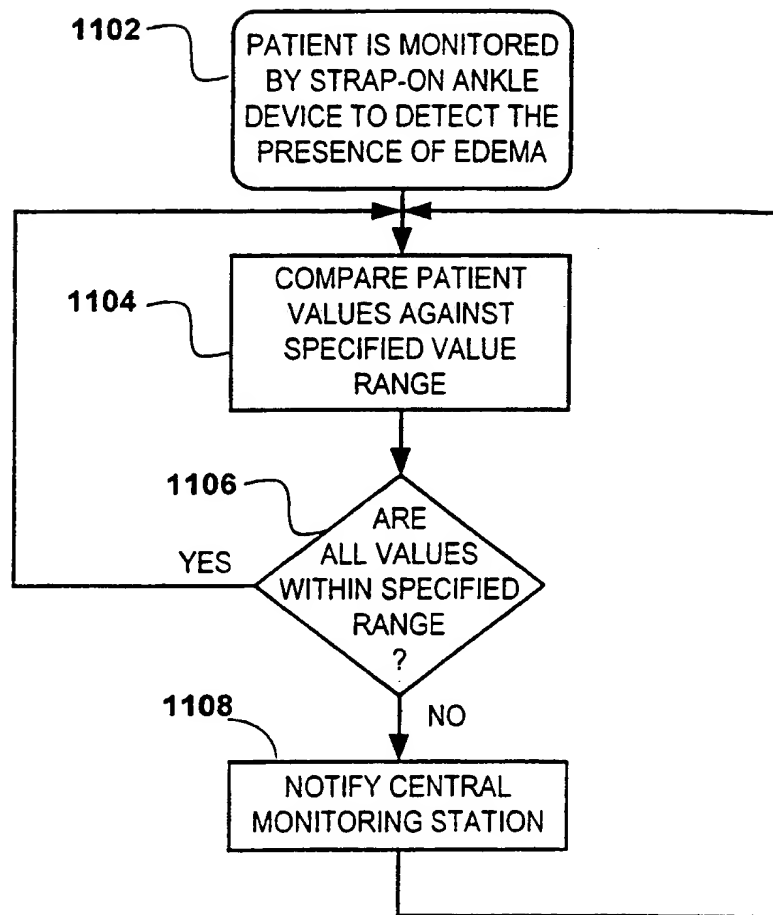 1102
PATIENT IS MONITORED
BY STRAP-ON ANKLE
DEVICE TO DETECT THE
PRESENCE OF EDEMA
1104
COMPARE PATIENT
VALUES AGAINST
SPECIFIED VALUE
RANGE
1106
ARE
ALL VALUES
WITHIN SPECIFIED
RANGE
?
YES
NO
1108
NOTIFY CENTRAL
MONITORING STATION